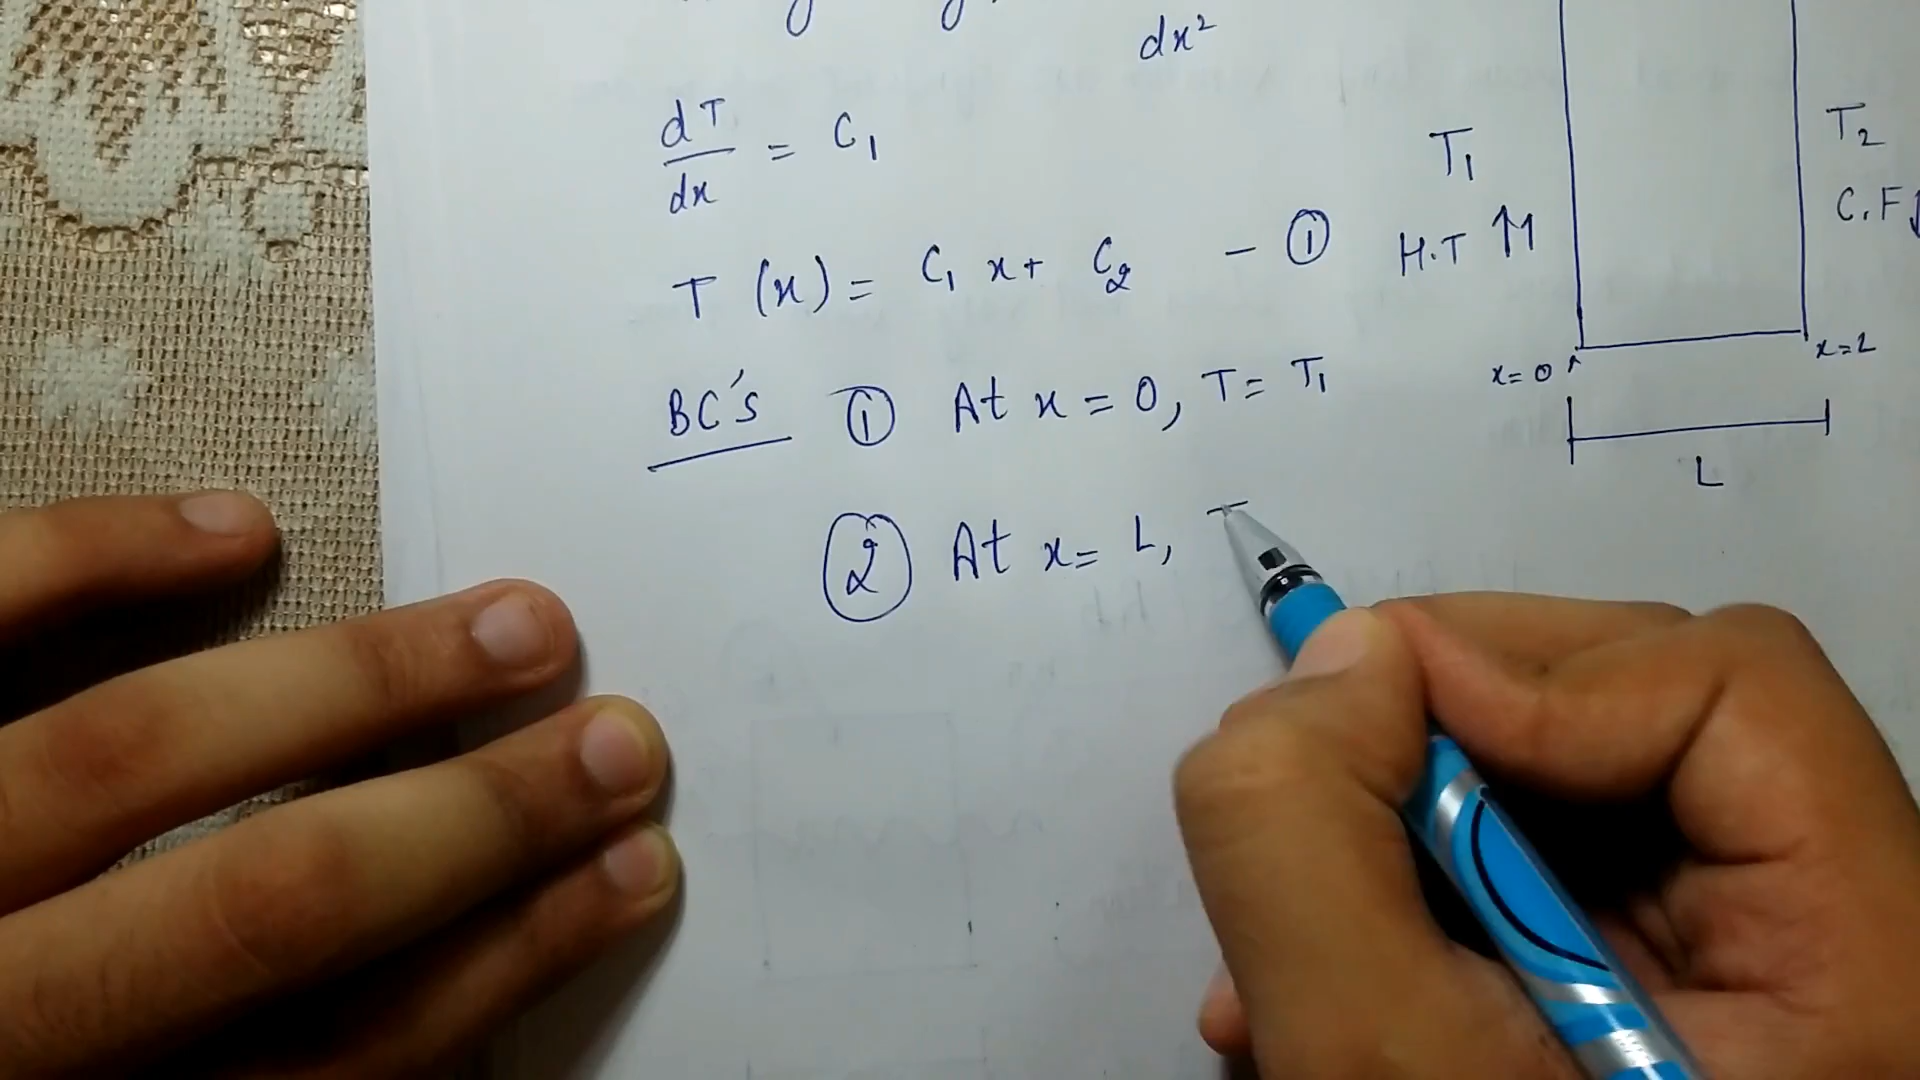 dx²
dT
dx
= C₁
T (x) = C₁ x + C₂ - ①
BC's ① At x = 0, T = T₁
② At x = L, T
T₁
H.T ↑↑
T₂
C.F
x = 0
x = L
L